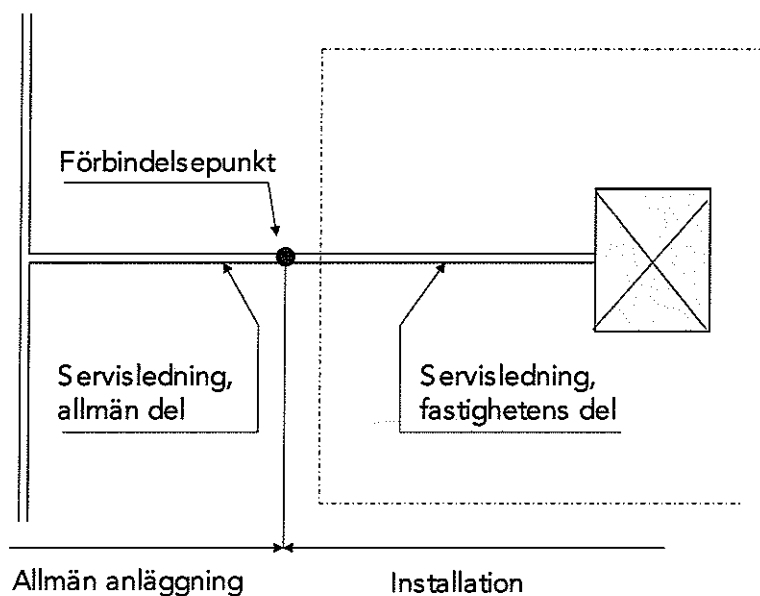 Förbindelsepunkt
Servisledning,
allmän del
Servisledning,
fastighetens del
Allmän anläggning
Installation